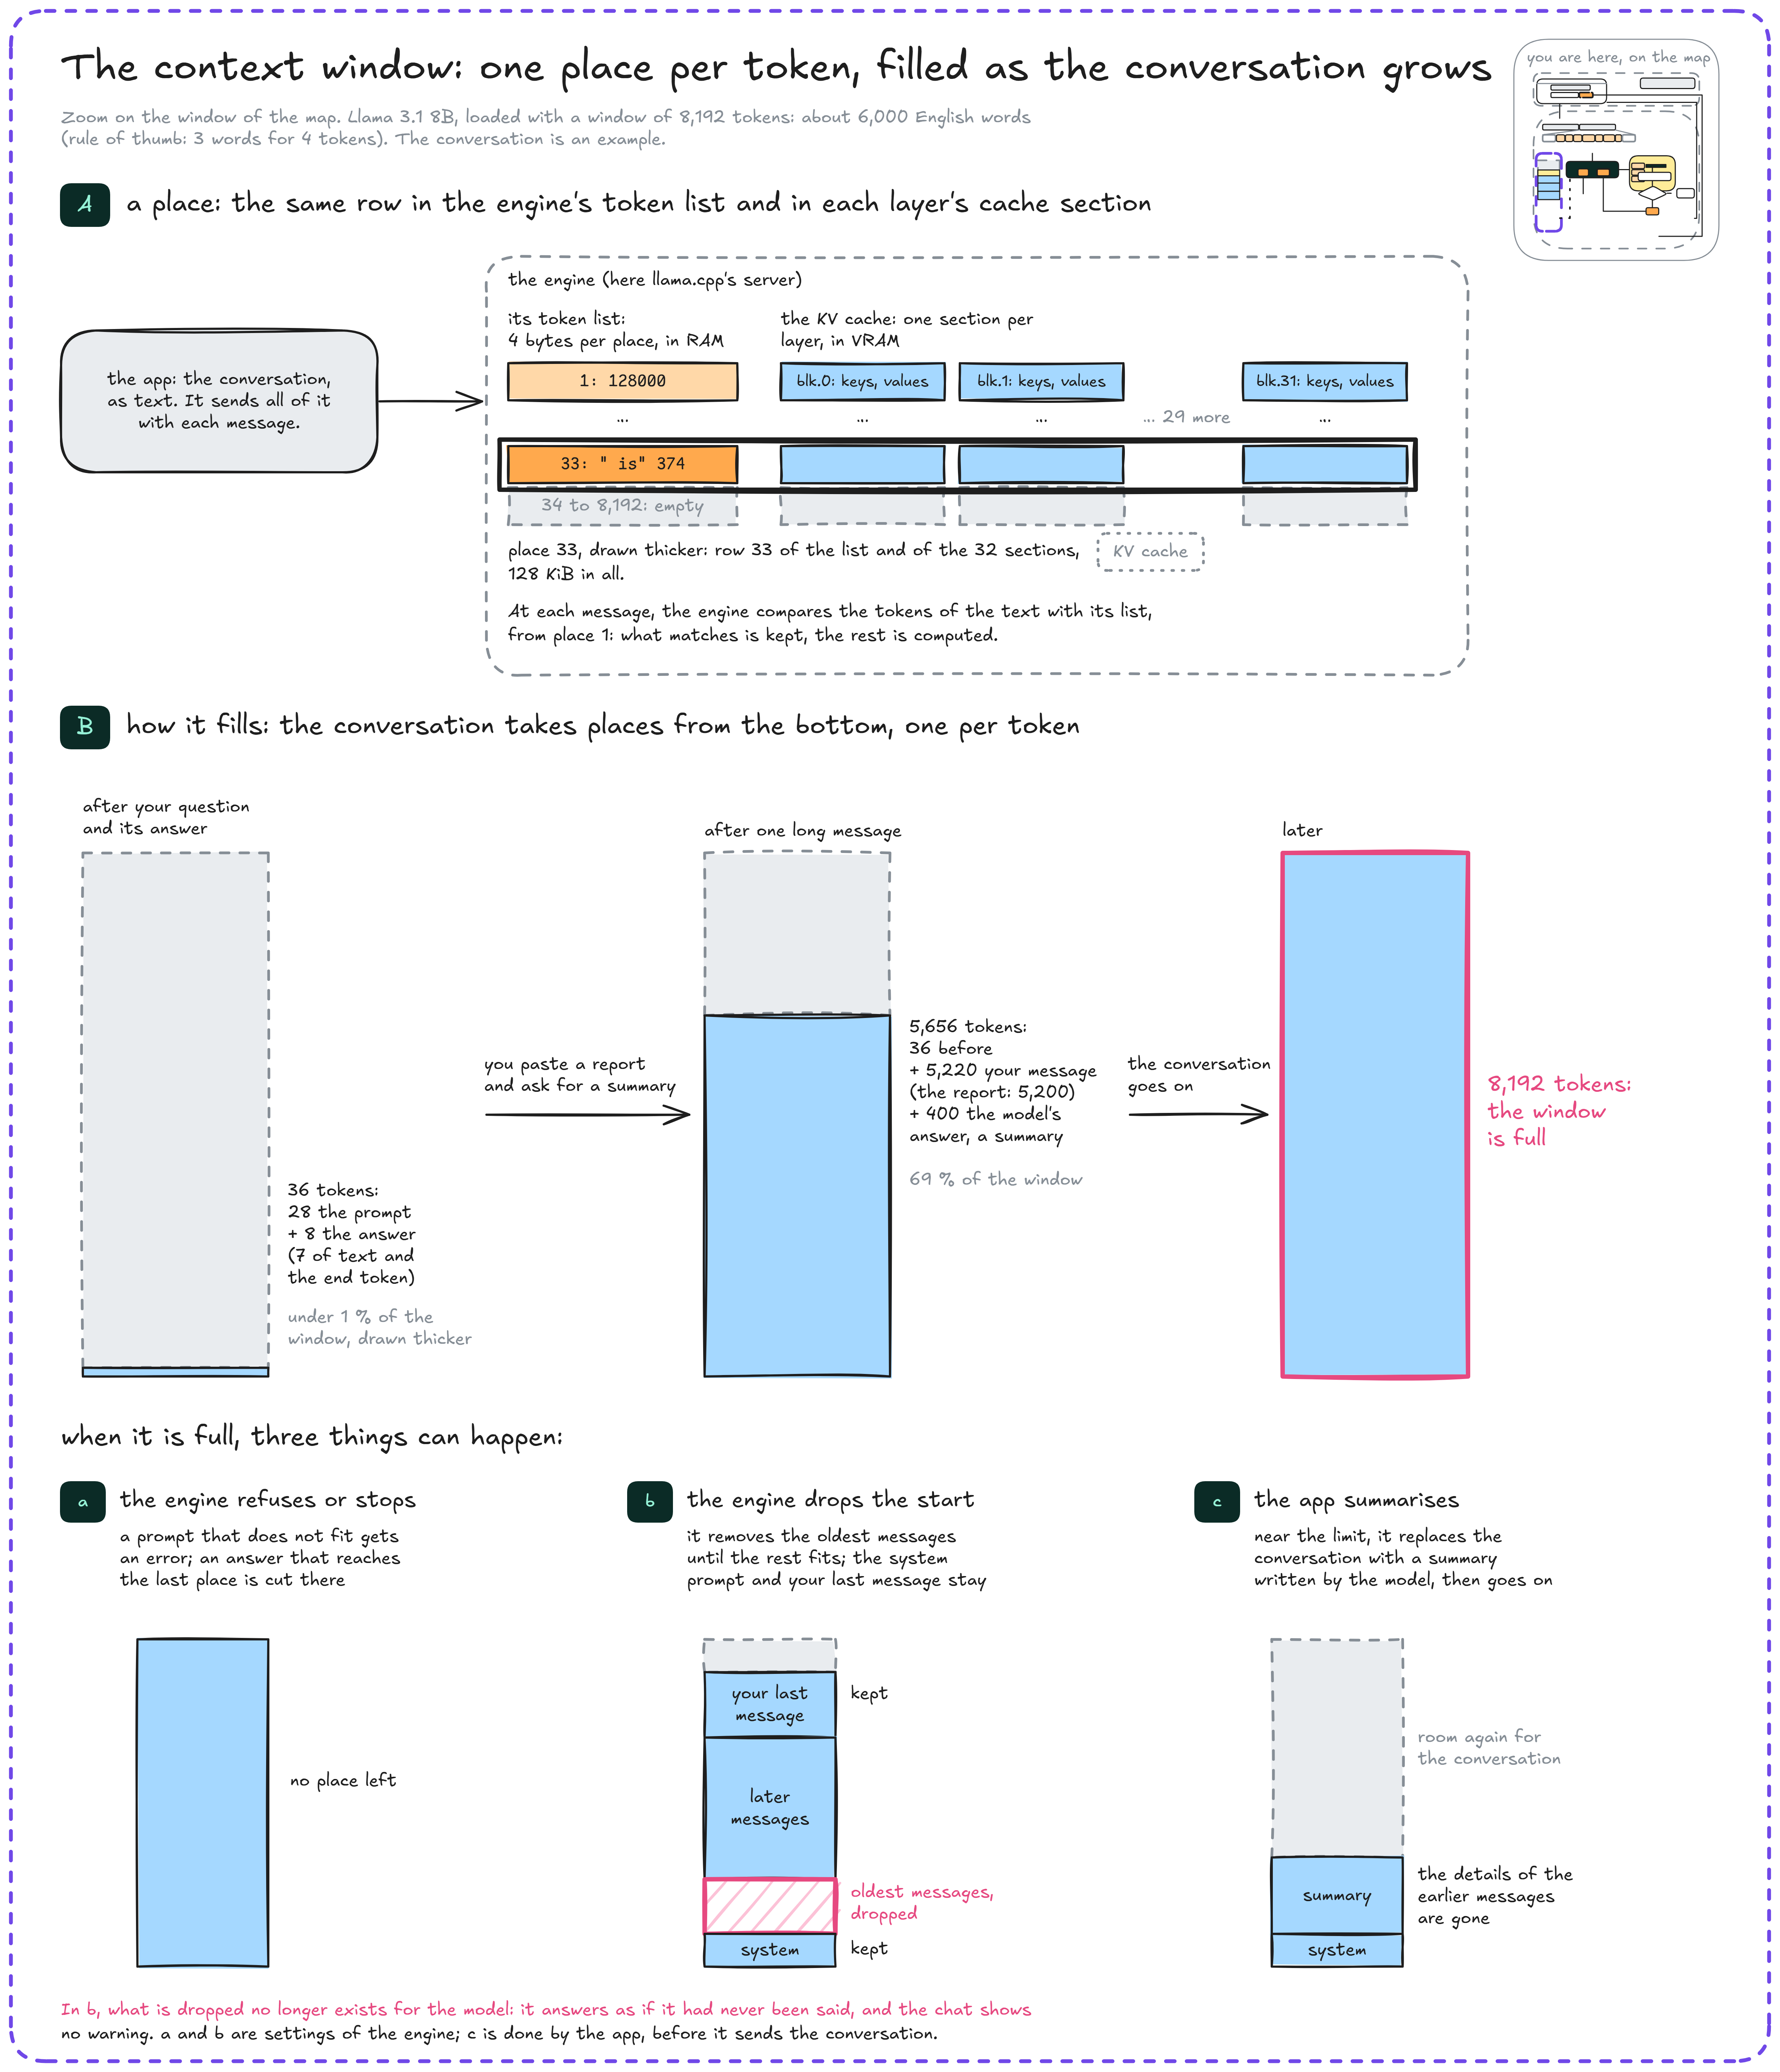 The context window: one place per token, filled as the conversation grows
you are here, on the map
Zoom on the window of the map. Llama 3.1 8B, loaded with a window of 8,192 tokens: about 6,000 English words
(rule of thumb: 3 words for 4 tokens). The conversation is an example.
A
a place: the same row in the engine's token list and in each layer's cache section
the app: the conversation,
as text. It sends all of it
with each message.
the engine (here llama.cpp's server)
its token list:
4 bytes per place, in RAM
the KV cache: one section per
layer, in VRAM
1: 128000
blk.0: keys, values
blk.1: keys, values
blk.31: keys, values
...
...
...
... 29 more
...
33: " is" 374
34 to 8,192: empty
place 33, drawn thicker: row 33 of the list and of the 32 sections,
128 KiB in all.
KV cache
At each message, the engine compares the tokens of the text with its list,
from place 1: what matches is kept, the rest is computed.
B
how it fills: the conversation takes places from the bottom, one per token
after your question
and its answer
36 tokens:
28 the prompt
+ 8 the answer
(7 of text and
the end token)
under 1 % of the
window, drawn thicker
you paste a report
and ask for a summary
after one long message
5,656 tokens:
36 before
+ 5,220 your message
(the report: 5,200)
+ 400 the model's
answer, a summary
69 % of the window
the conversation
goes on
later
8,192 tokens:
the window
is full
when it is full, three things can happen:
a
the engine refuses or stops
a prompt that does not fit gets
an error; an answer that reaches
the last place is cut there
no place left
b
the engine drops the start
it removes the oldest messages
until the rest fits; the system
prompt and your last message stay
your last
message
kept
later
messages
oldest messages,
dropped
system
kept
c
the app summarises
near the limit, it replaces the
conversation with a summary
written by the model, then goes on
room again for
the conversation
summary
the details of the
earlier messages
are gone
system
In b, what is dropped no longer exists for the model: it answers as if it had never been said, and the chat shows
no warning. a and b are settings of the engine; c is done by the app, before it sends the conversation.